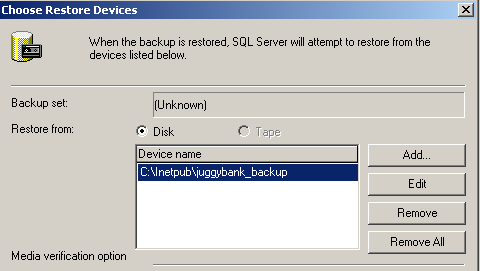 Choose Restore Devices
When the backup is restored, SQL Server will attempt to restore from the
devices listed below.
Backup set:
(Unknown)
Restore from:
Disk
Tape
Device name
Add...
C:\Inetpub\juggybank_backup
Edit
Remove
Remove All
Media verification option